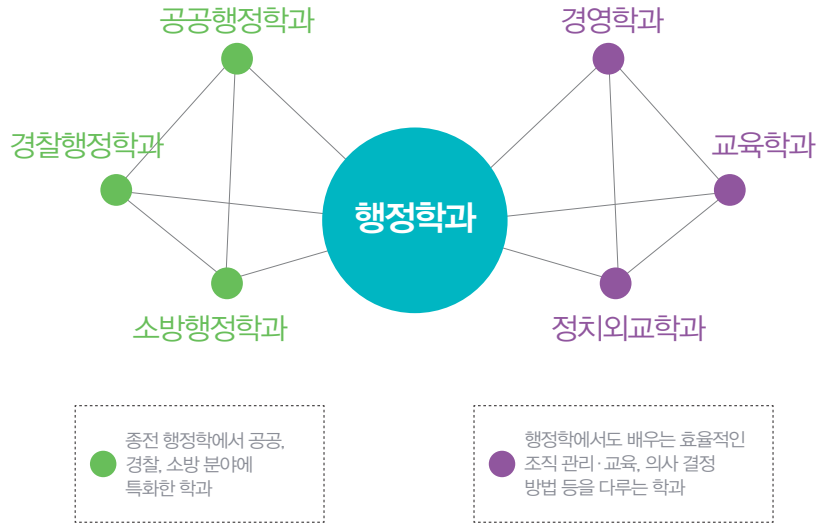 공공행정학과
경영학과
경찰행정학과
교육학과
행정학과
소방행정학과
정치외교학과
종전 행정학에서 공공,
경찰, 소방 분야에
특화한 학과
행정학에서도 배우는 효율적인
조직 관리·교육, 의사 결정
방법 등을 다루는 학과